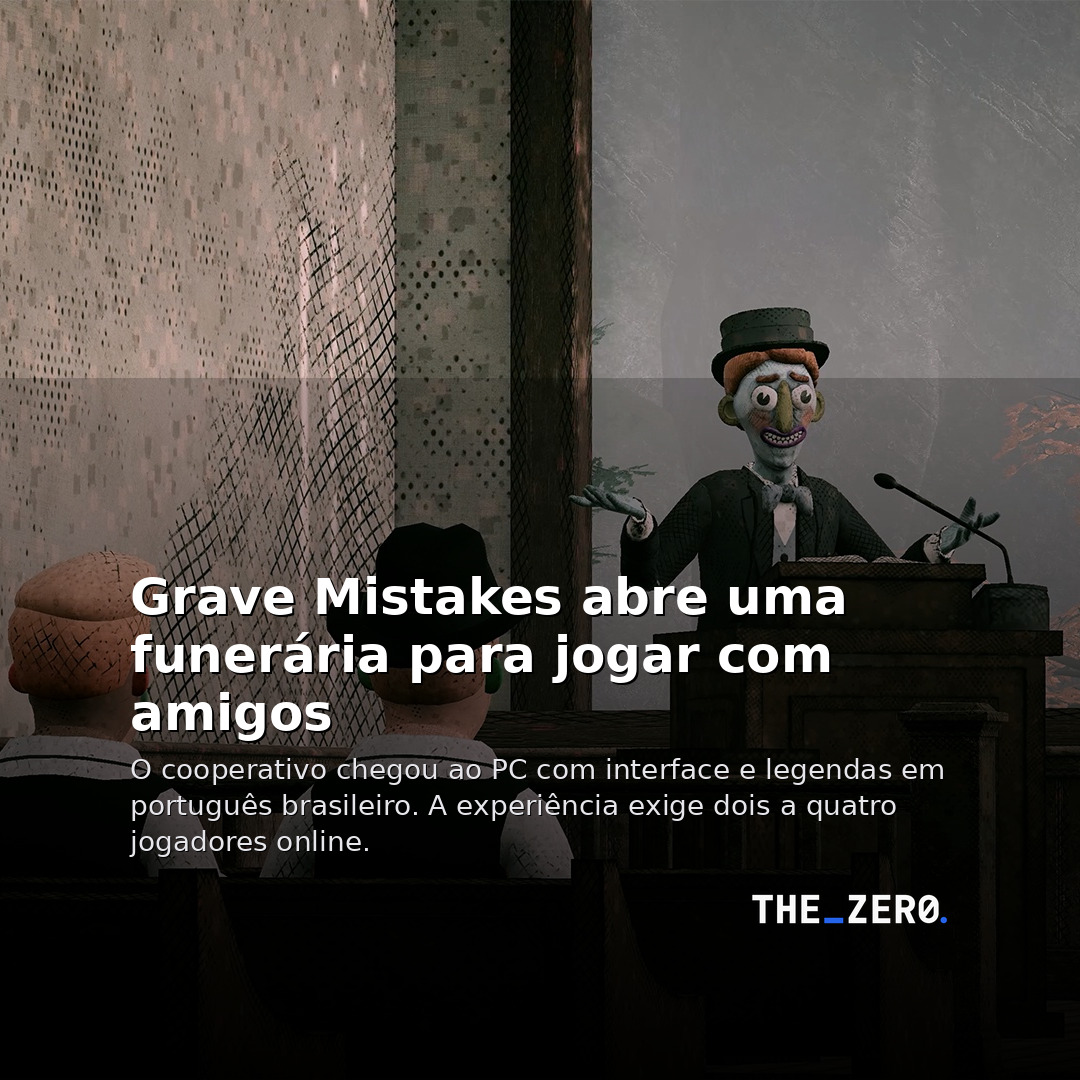 Grave Mistakes abre uma
funerária para jogar com
amigos
O cooperativo chegou ao PC com interface e legendas em
português brasileiro. A experiência exige dois a quatro
jogadores online.
THE_ZER0.